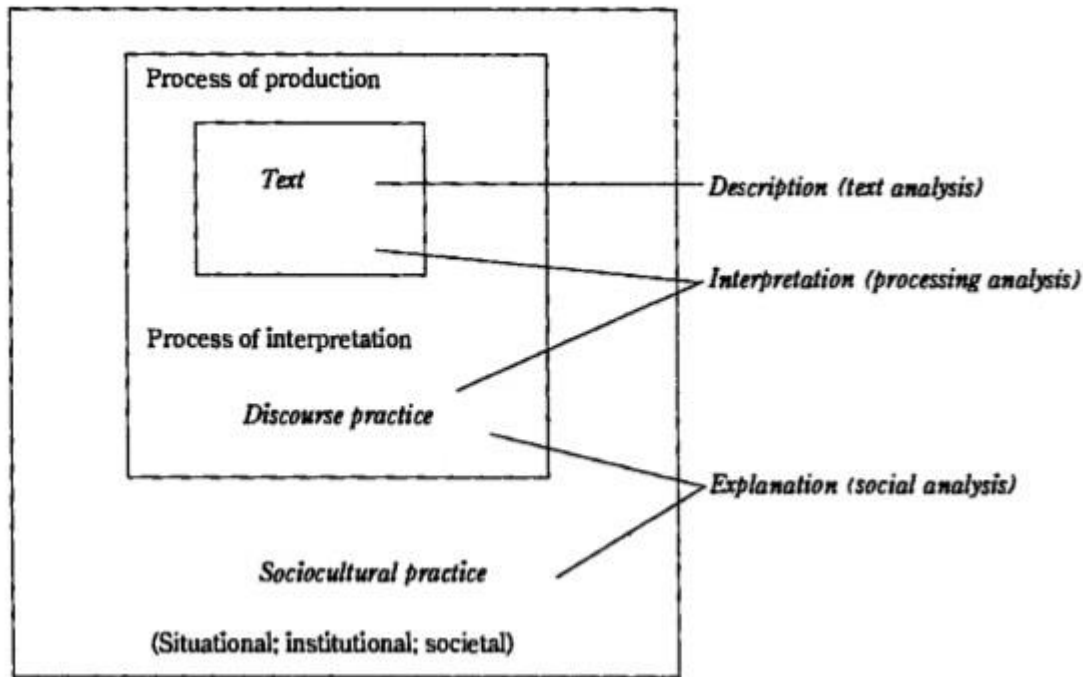 Process of production
Text
Description (text analysis)
Interpretation (processing analysis)
Process of interpretation
Discourse practice
Explanation (social analysis)
Sociocultural practice
(Situational; institutional; societal)